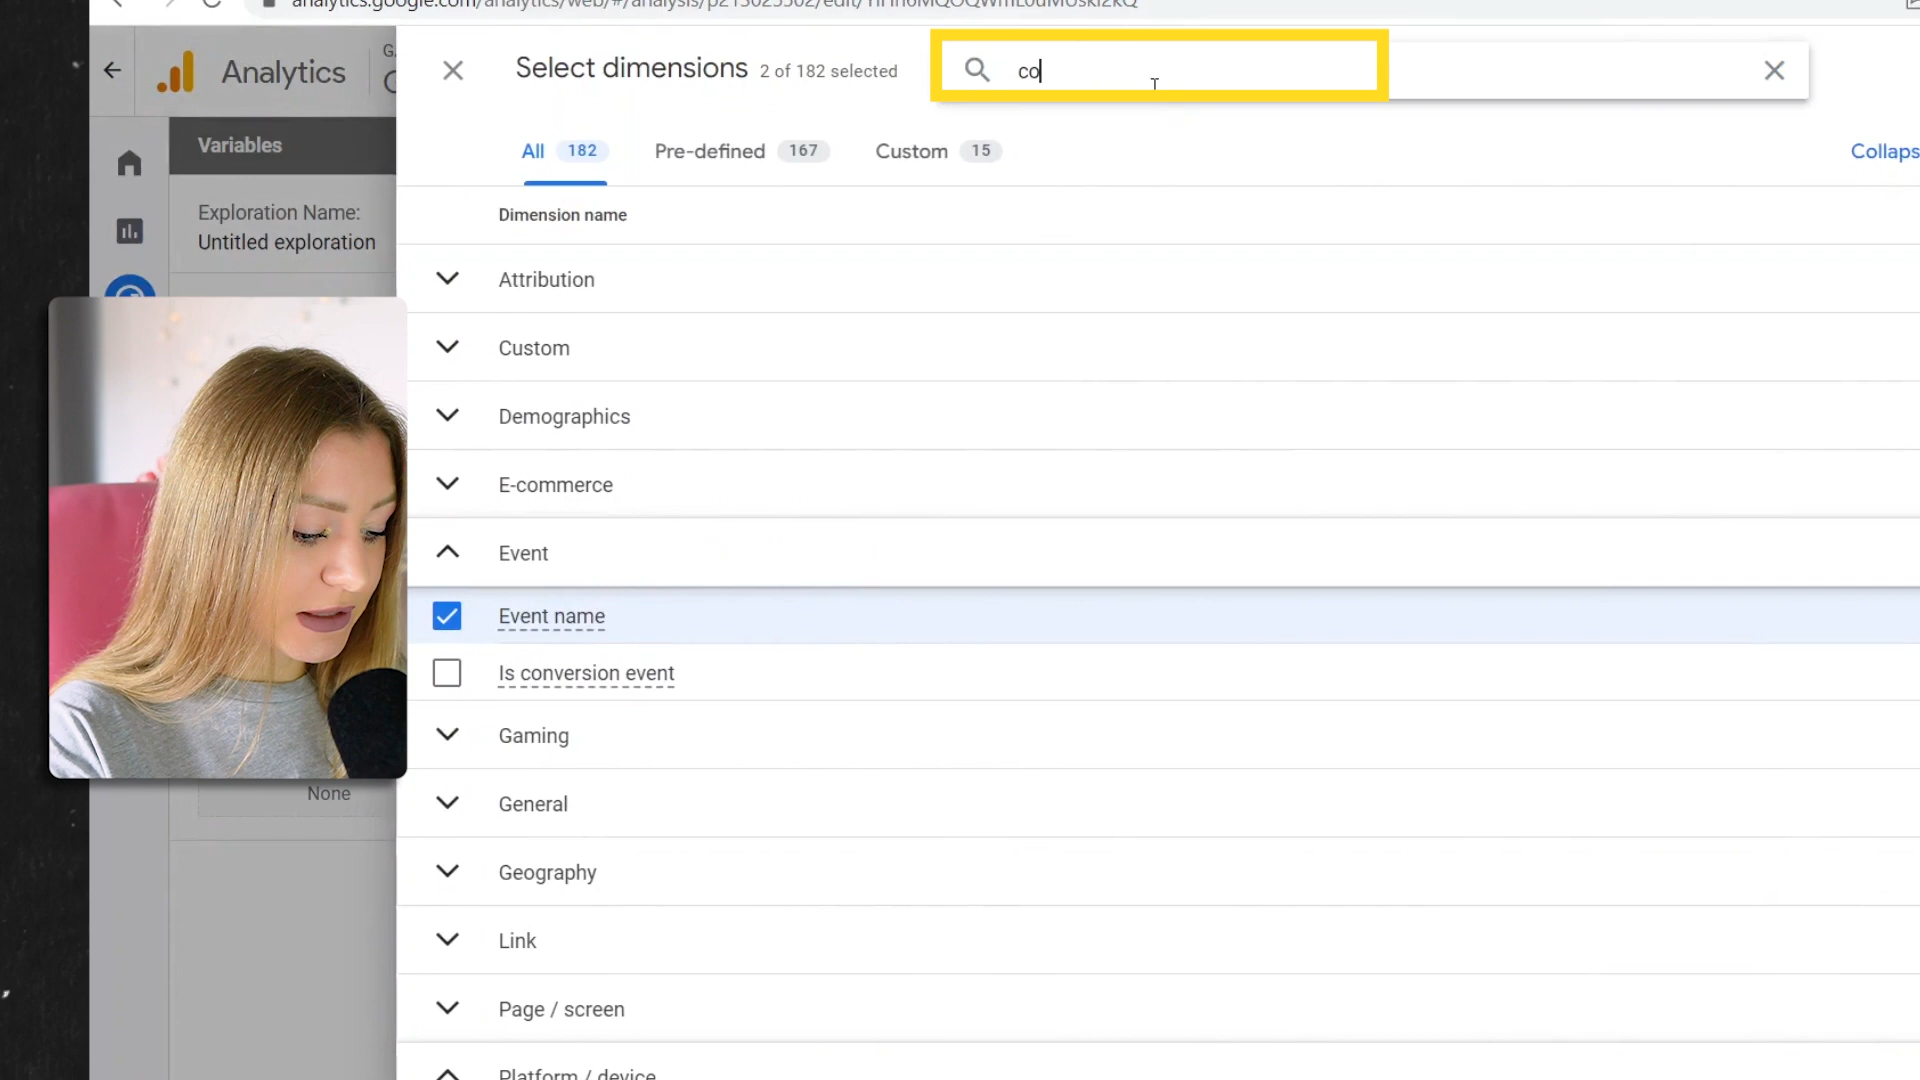 Analytics
Select dimensions 2 of 182 selected
co
All 182 Pre-defined 167 Custom 15
Collaps
Variables
Exploration Name:
Untitled exploration
None
Dimension name
Attribution
Custom
Demographics
E-commerce
Event
Event name
Is conversion event
Gaming
General
Geography
Link
Page / screen
Platform / device